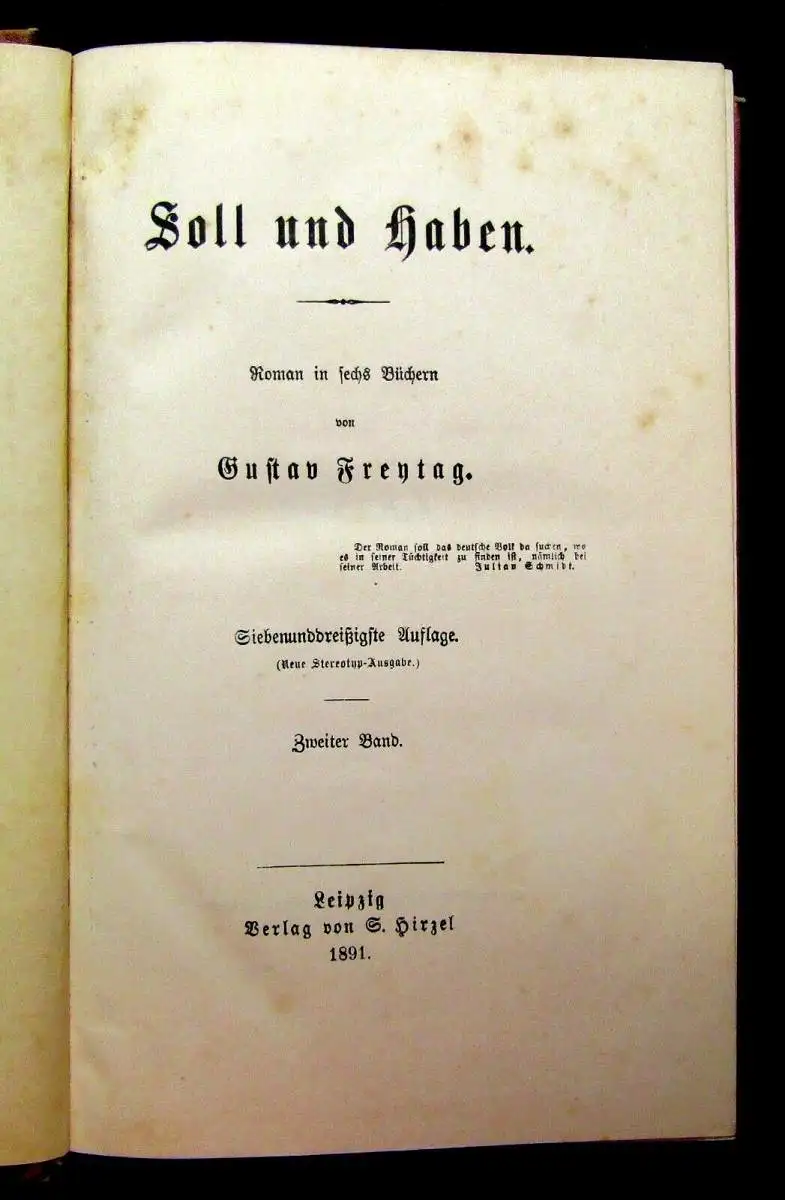 Soll und Haben.
Roman in sechs Büchern
von
Gustav Freytag.
Der Roman soll das deutsche Volk da suchen, wo
es in seiner Tüchtigkeit zu finden ist, nämlich bei
seiner Arbeit. Julian Schmidt.
Siebenunddreißigste Auflage.
(Neue Stereotyp-Ausgabe.)
Zweiter Band.
Leipzig
Verlag von S. Hirzel
1891.